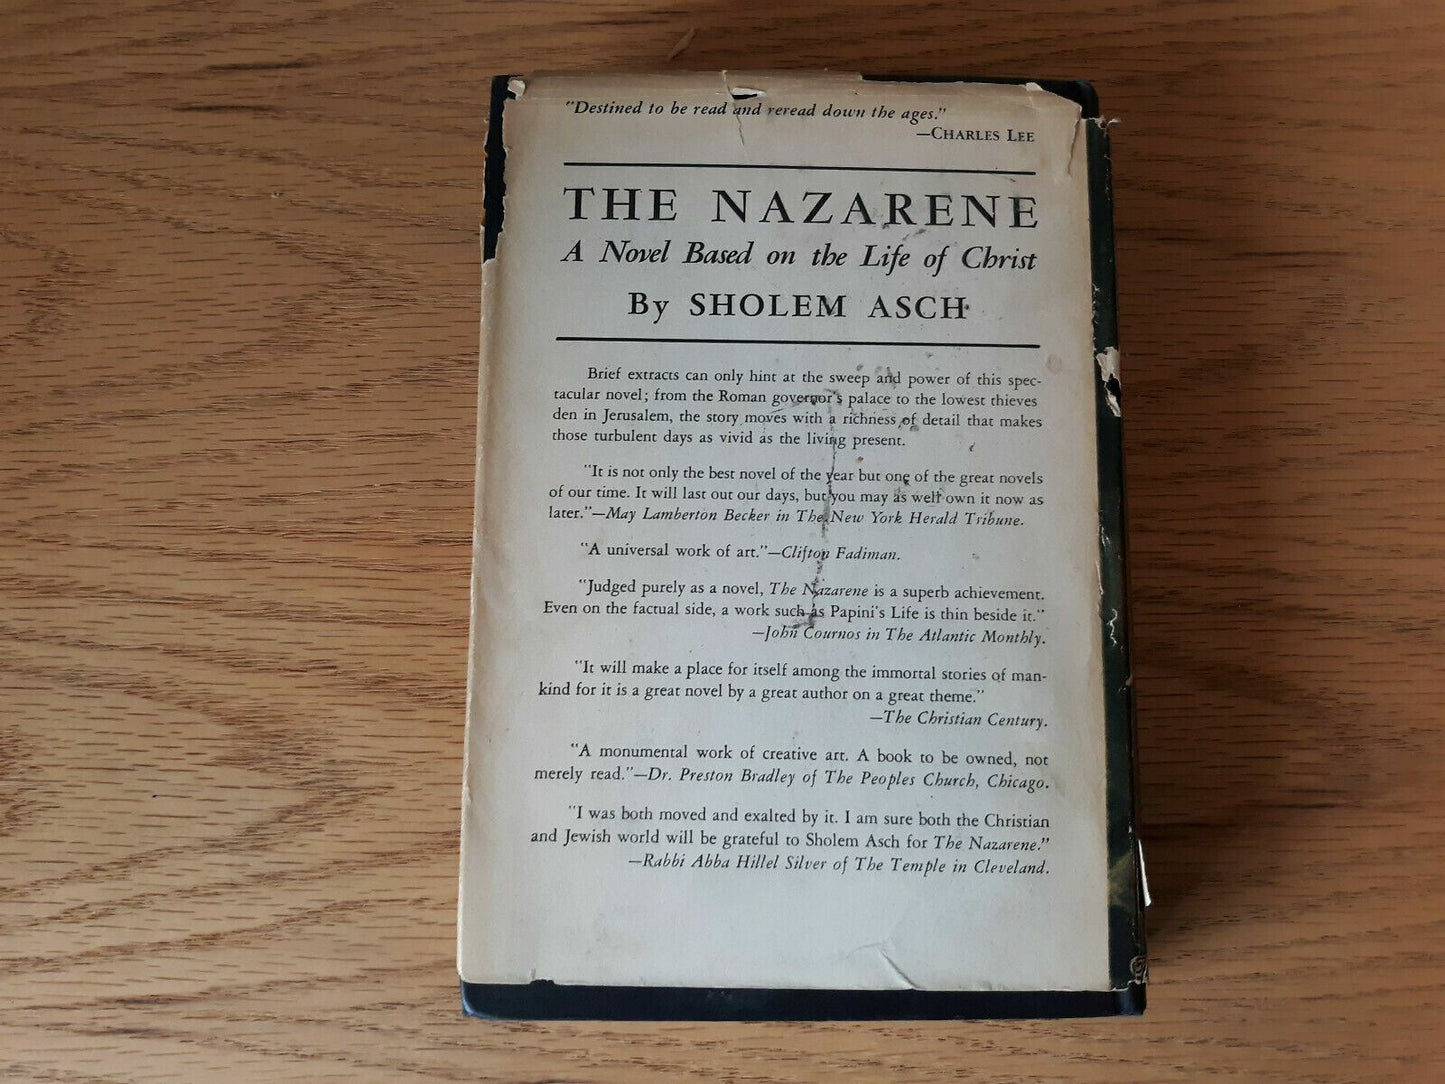 "Destined to be read and reread down the ages."
—CHARLES LEE
THE NAZARENE
A Novel Based on the Life of Christ
By SHOLEM ASCH
Brief extracts can only hint at the sweep and power of this spec-
tacular novel; from the Roman governor's palace to the lowest thieves
den in Jerusalem, the story moves with a richness of detail that makes
those turbulent days as vivid as the living present.
"It is not only the best novel of the year but one of the great novels
of our time. It will last out our days, but you may as well own it now as
later."—May Lamberton Becker in The New York Herald Tribune.
"A universal work of art."—Clifton Fadiman.
"Judged purely as a novel, The Nazarene is a superb achievement.
Even on the factual side, a work such as Papini's Life is thin beside it."
—John Cournos in The Atlantic Monthly.
"It will make a place for itself among the immortal stories of man-
kind for it is a great novel by a great author on a great theme."
—The Christian Century.
"A monumental work of creative art. A book to be owned, not
merely read."—Dr. Preston Bradley of The Peoples Church, Chicago.
"I was both moved and exalted by it. I am sure both the Christian
and Jewish world will be grateful to Sholem Asch for The Nazarene."
—Rabbi Abba Hillel Silver of The Temple in Cleveland.